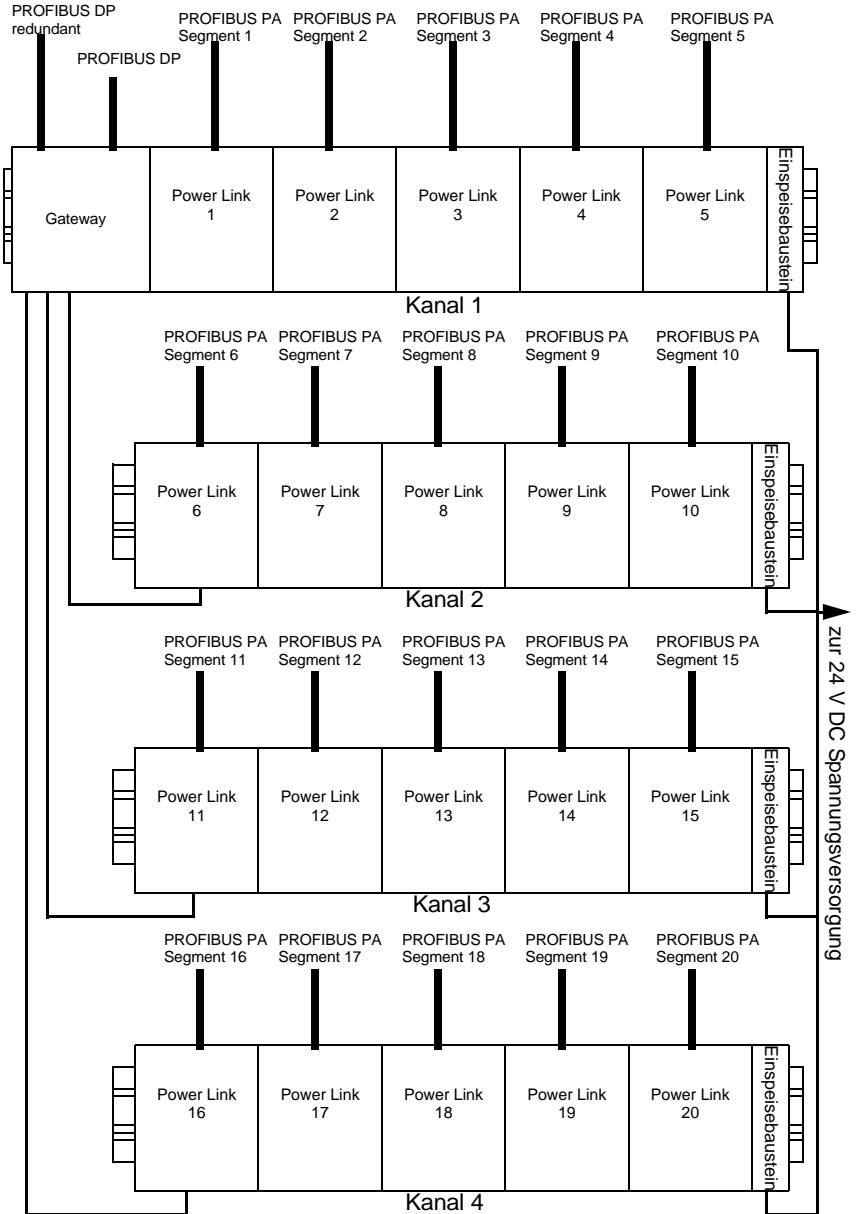 PROFIBUS DP
redundant
PROFIBUS DP
PROFIBUS PA
Segment 1
PROFIBUS PA
Segment 2
PROFIBUS PA
Segment 3
PROFIBUS PA
Segment 4
PROFIBUS PA
Segment 5
Gateway
Power Link
1
Power Link
2
Power Link
3
Power Link
4
Power Link
5
Einspeisebaustein
Kanal 1
PROFIBUS PA
Segment 6
PROFIBUS PA
Segment 7
PROFIBUS PA
Segment 8
PROFIBUS PA
Segment 9
PROFIBUS PA
Segment 10
Power Link
6
Power Link
7
Power Link
8
Power Link
9
Power Link
10
Einspeisebaustein
Kanal 2
zur 24 V DC Spannungsversorgung
PROFIBUS PA
Segment 11
PROFIBUS PA
Segment 12
PROFIBUS PA
Segment 13
PROFIBUS PA
Segment 14
PROFIBUS PA
Segment 15
Power Link
11
Power Link
12
Power Link
13
Power Link
14
Power Link
15
Einspeisebaustein
Kanal 3
PROFIBUS PA
Segment 16
PROFIBUS PA
Segment 17
PROFIBUS PA
Segment 18
PROFIBUS PA
Segment 19
PROFIBUS PA
Segment 20
Power Link
16
Power Link
17
Power Link
18
Power Link
19
Power Link
20
Einspeisebaustein
Kanal 4